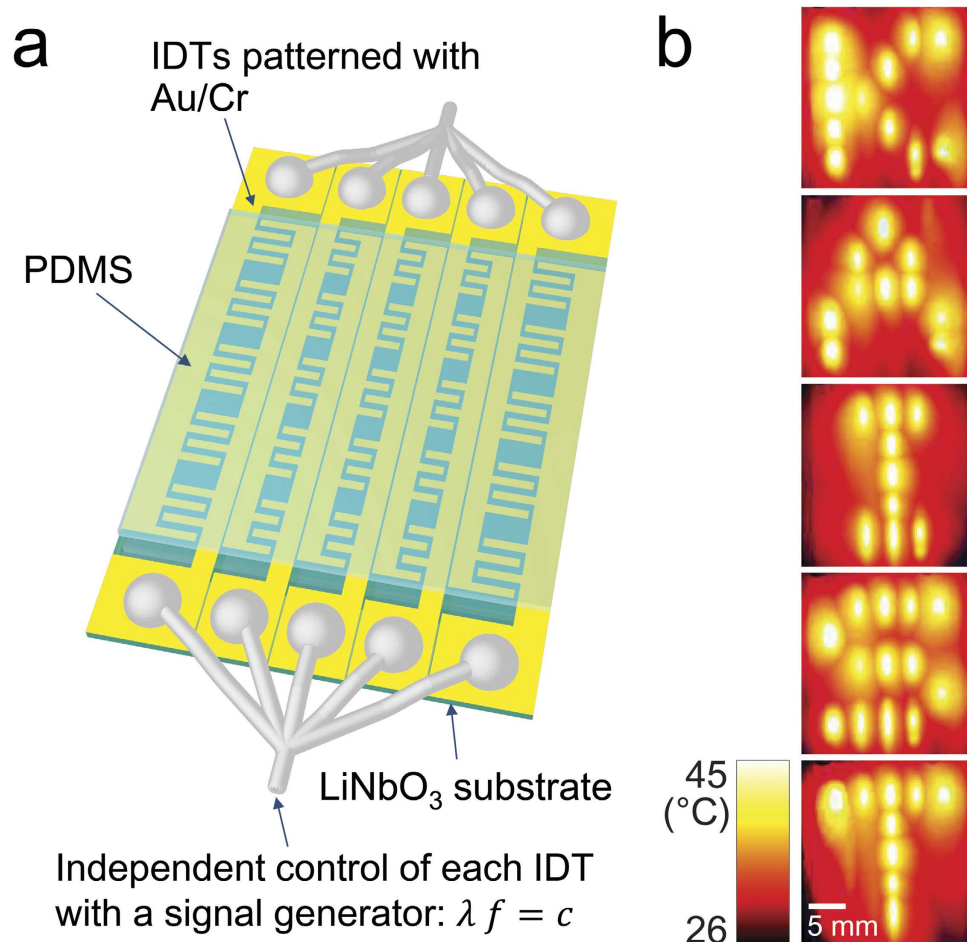 a
IDTs patterned with
Au/Cr
PDMS
LiNbO₃ substrate
Independent control of each IDT
with a signal generator: λ f = c
b
45
(°C)
26
5 mm